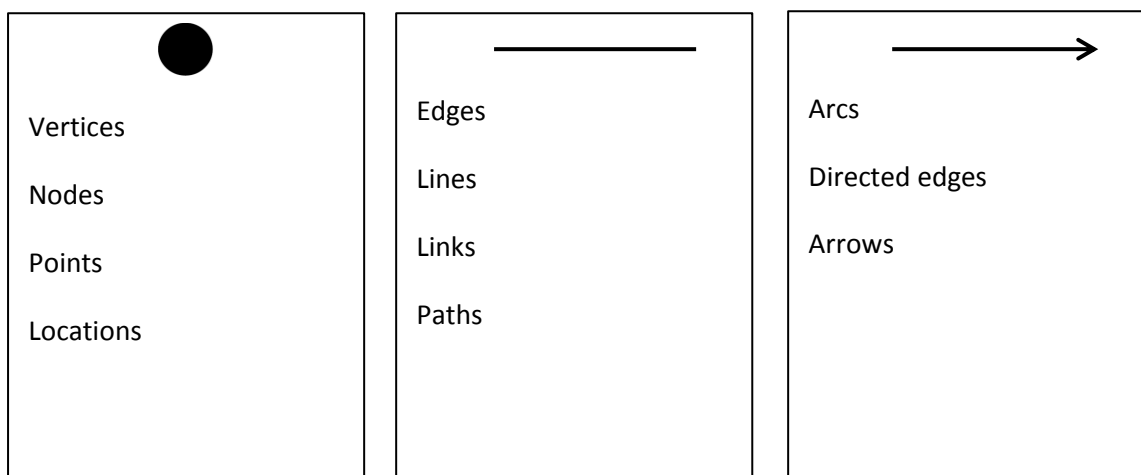 Vertices
Nodes
Points
Locations
Edges
Lines
Links
Paths
Arcs
Directed edges
Arrows